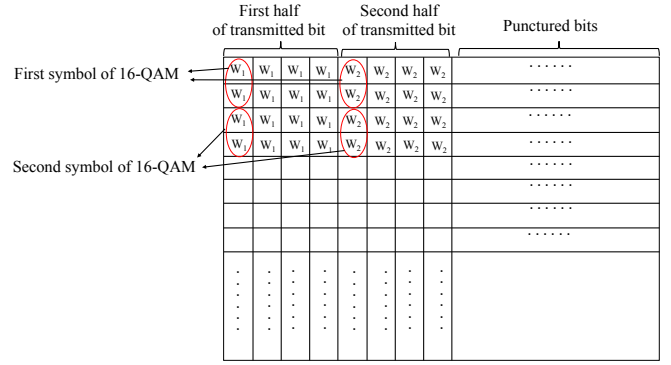 First half
of transmitted bit
Second half
of transmitted bit
Punctured bits
First symbol of 16-QAM
W1 W1 W1 W1 W2 W2 W2 W2 ......
W1 W1 W1 W1 W2 W2 W2 W2 ......
W1 W1 W1 W1 W2 W2 W2 W2 ......
W1 W1 W1 W1 W2 W2 W2 W2 ......
Second symbol of 16-QAM
......
......
......
......